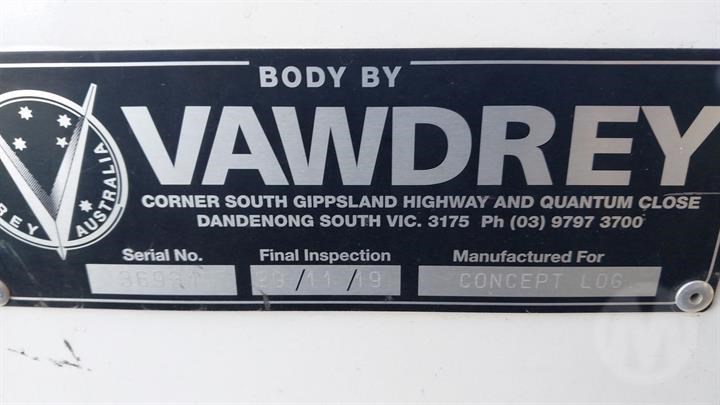 BODY BY
VAWDREY
CORNER SOUTH GIPPSLAND HIGHWAY AND QUANTUM CLOSE
DANDENONG SOUTH VIC. 3175 Ph (03) 9797 3700
AUSTRALIA
Serial No. Final Inspection Manufactured For
29/11/19 CONCEPT LOG